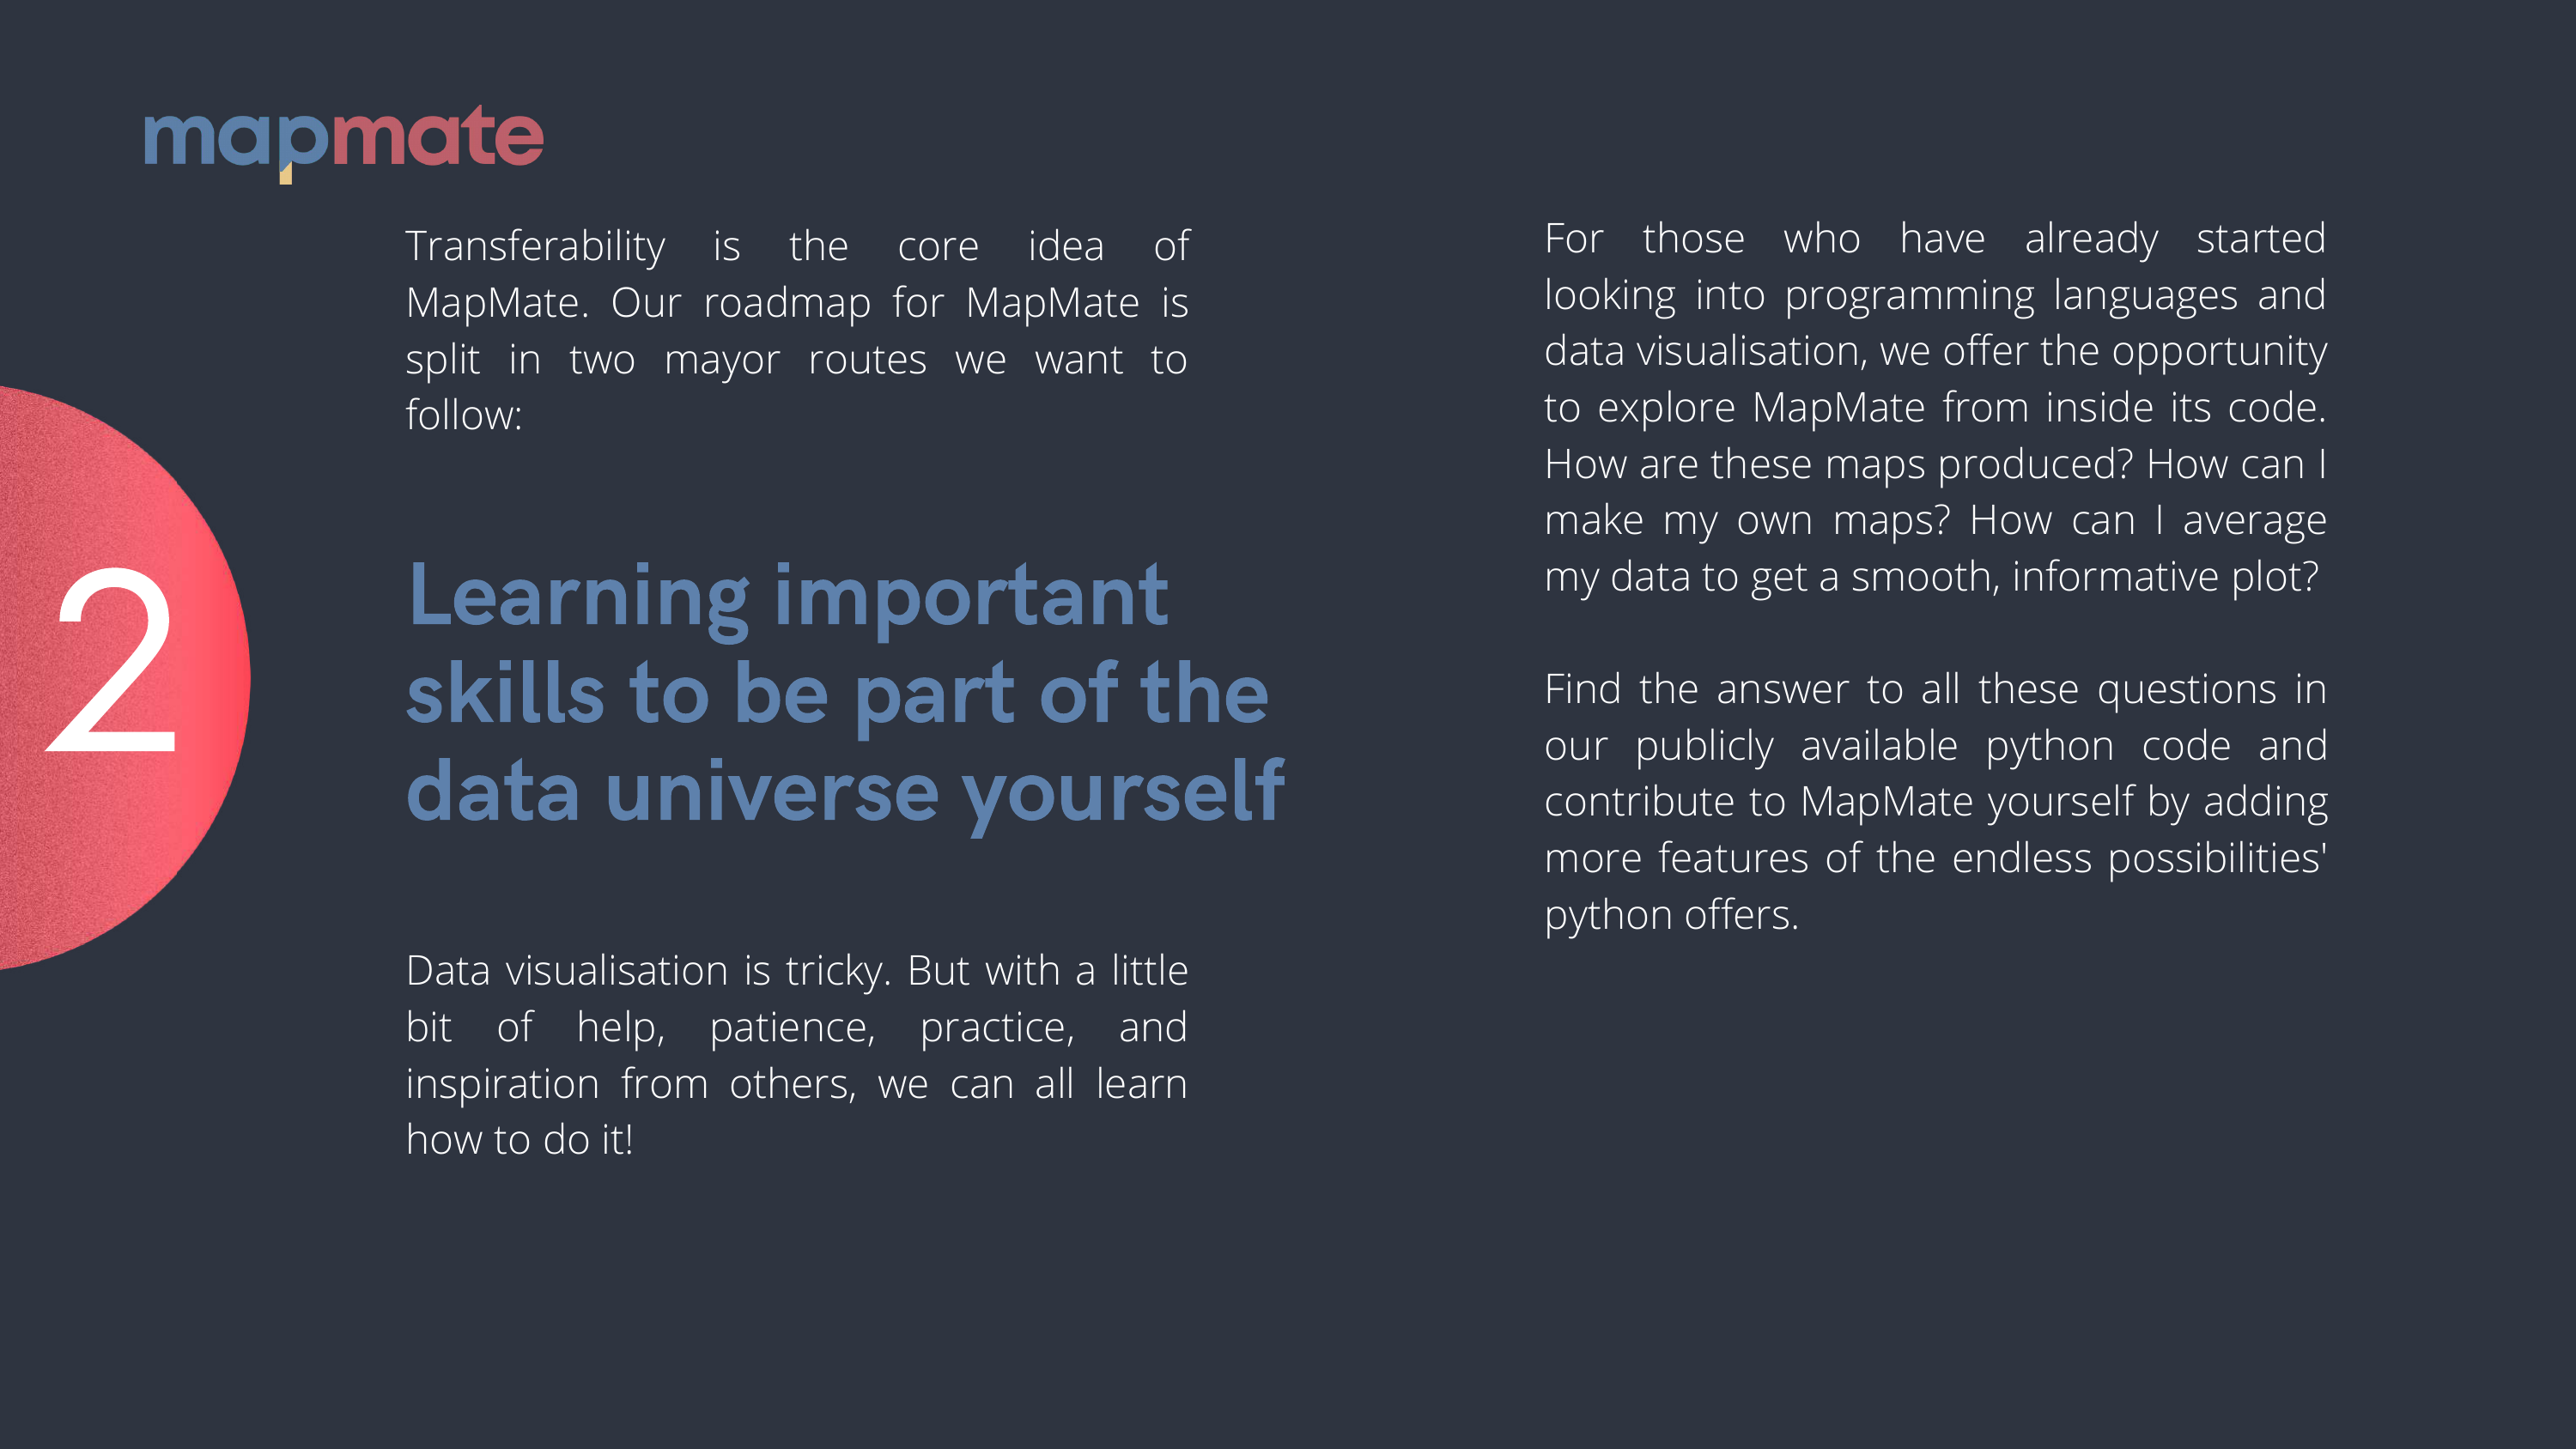 mapmate
Transferability is the core idea of
MapMate. Our roadmap for MapMate is
split in two mayor routes we want to
follow:
2
Learning important
skills to be part of the
data universe yourself
Data visualisation is tricky. But with a little
bit of help, patience, practice, and
inspiration from others, we can all learn
how to do it!
For those who have already started
looking into programming languages and
data visualisation, we offer the opportunity
to explore MapMate from inside its code.
How are these maps produced? How can I
make my own maps? How can I average
my data to get a smooth, informative plot?
Find the answer to all these questions in
our publicly available python code and
contribute to MapMate yourself by adding
more features of the endless possibilities'
python offers.